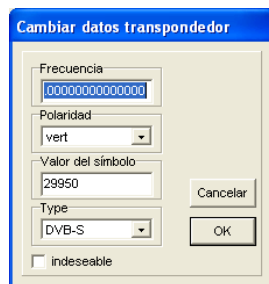 Cambiar datos transpondedor
Frecuencia
.00000000000000
Polaridad
vert
Valor del símbolo
29950
Type
DVB-S
indeseable
Cancelar
OK